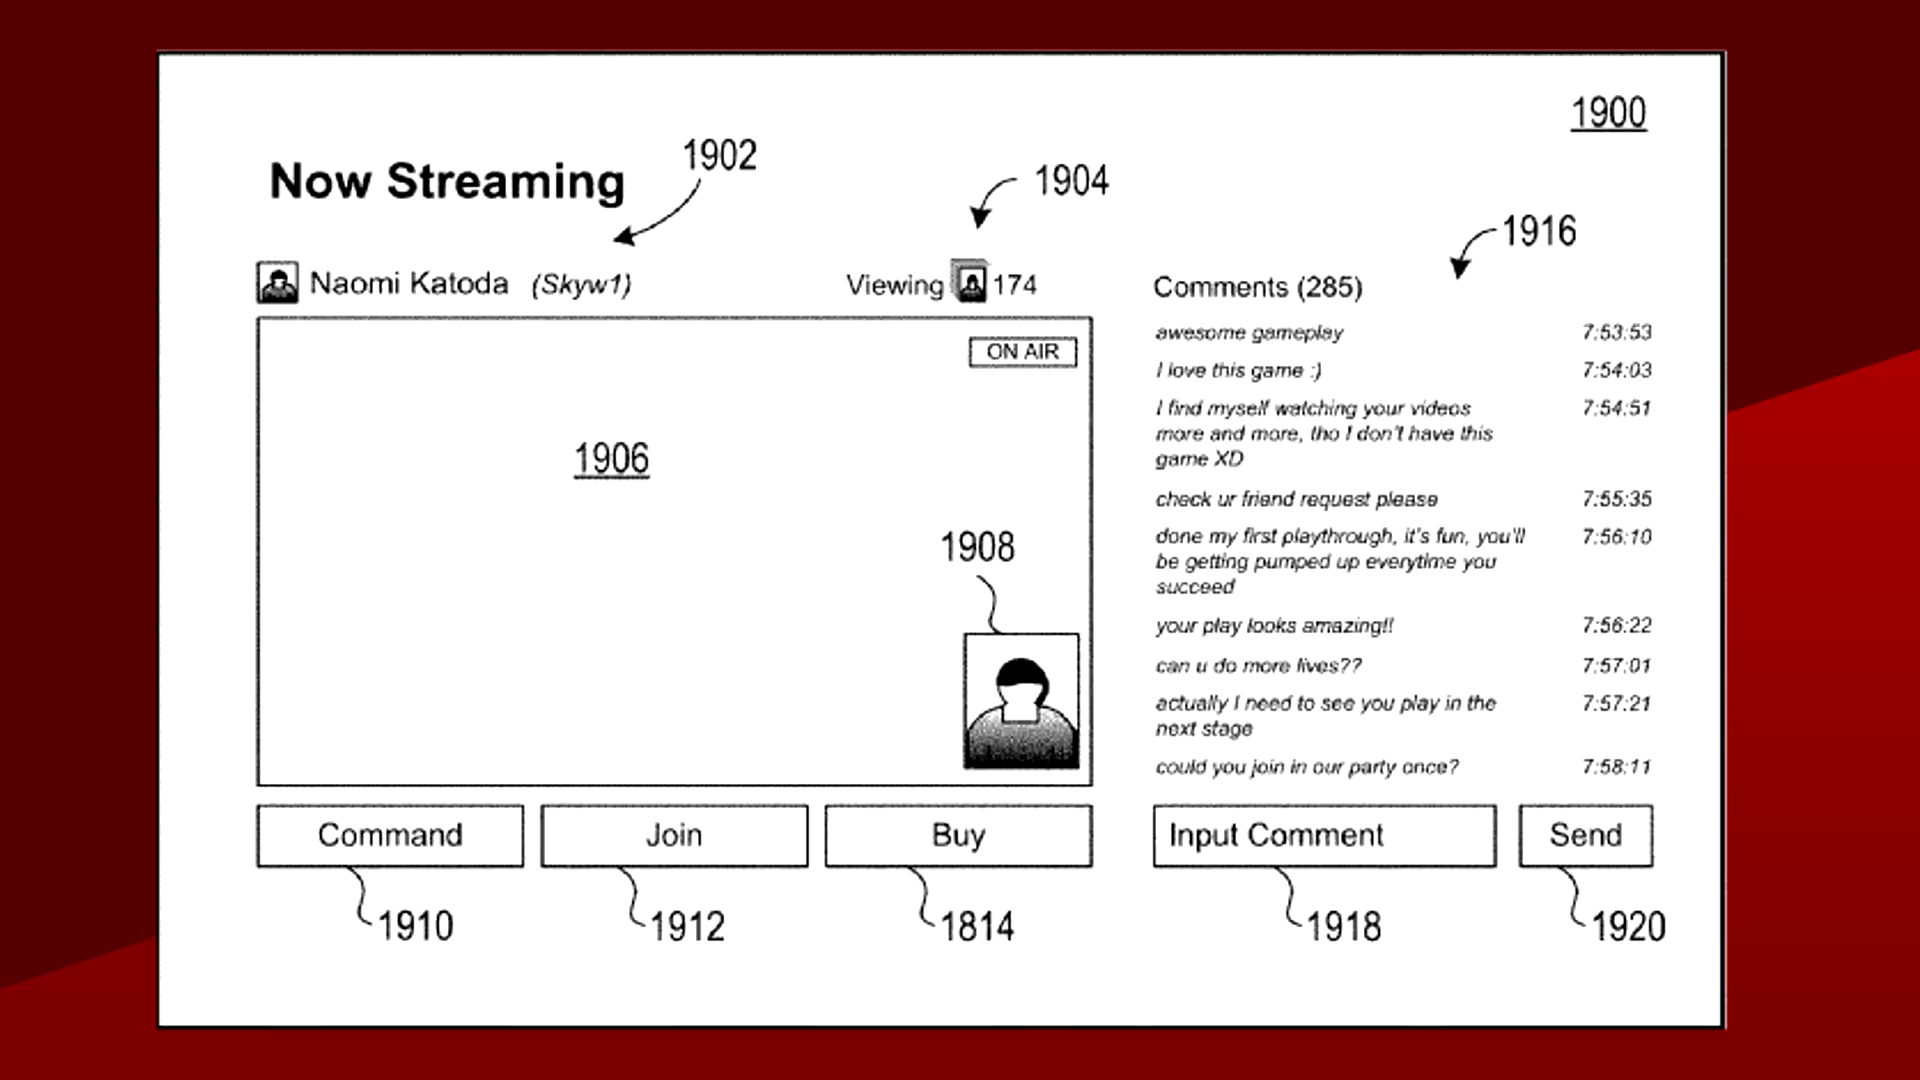 1900
Now Streaming
1902
1904
1916
Naomi Katoda (Skyw1)
Viewing 174
ON AIR
1906
1908
Command
Join
Buy
1910
1912
1814
Comments (285)
awesome gameplay 7:53:53
I love this game :) 7:54:03
I find myself watching your videos 7:54:51
more and more, tho I don't have this
game XD
check ur friend request please 7:55:35
done my first playthrough, it's fun, you'll 7:56:10
be getting pumped up everytime you
succeed
your play looks amazing!! 7:56:22
can u do more lives?? 7:57:01
actually I need to see you play in the 7:57:21
next stage
could you join in our party once? 7:58:11
Input Comment
Send
1918
1920